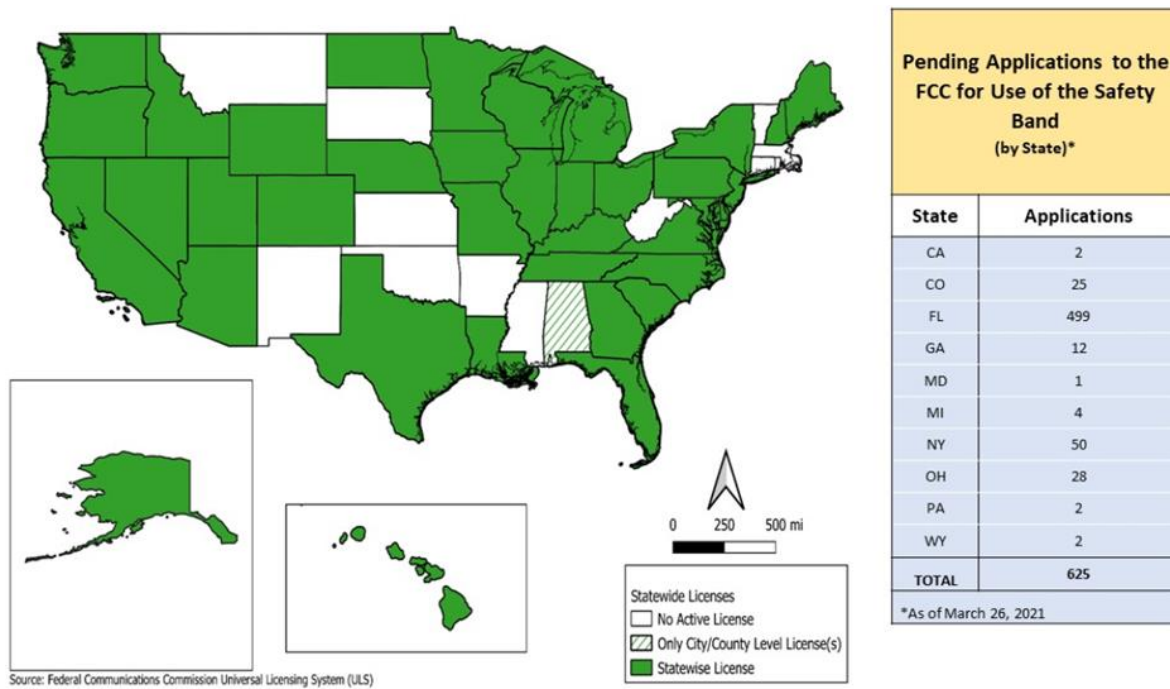 Pending Applications to the
FCC for Use of the Safety
Band
(by State)*
State Applications
CA 2
CO 25
FL 499
GA 12
MD 1
MI 4
NY 50
OH 28
PA 2
WY 2
TOTAL 625
*As of March 26, 2021
0 250 500 mi
Statewide Licenses
No Active License
Only City/County Level License(s)
Statewise License
Source: Federal Communications Commission Universal Licensing System (ULS)